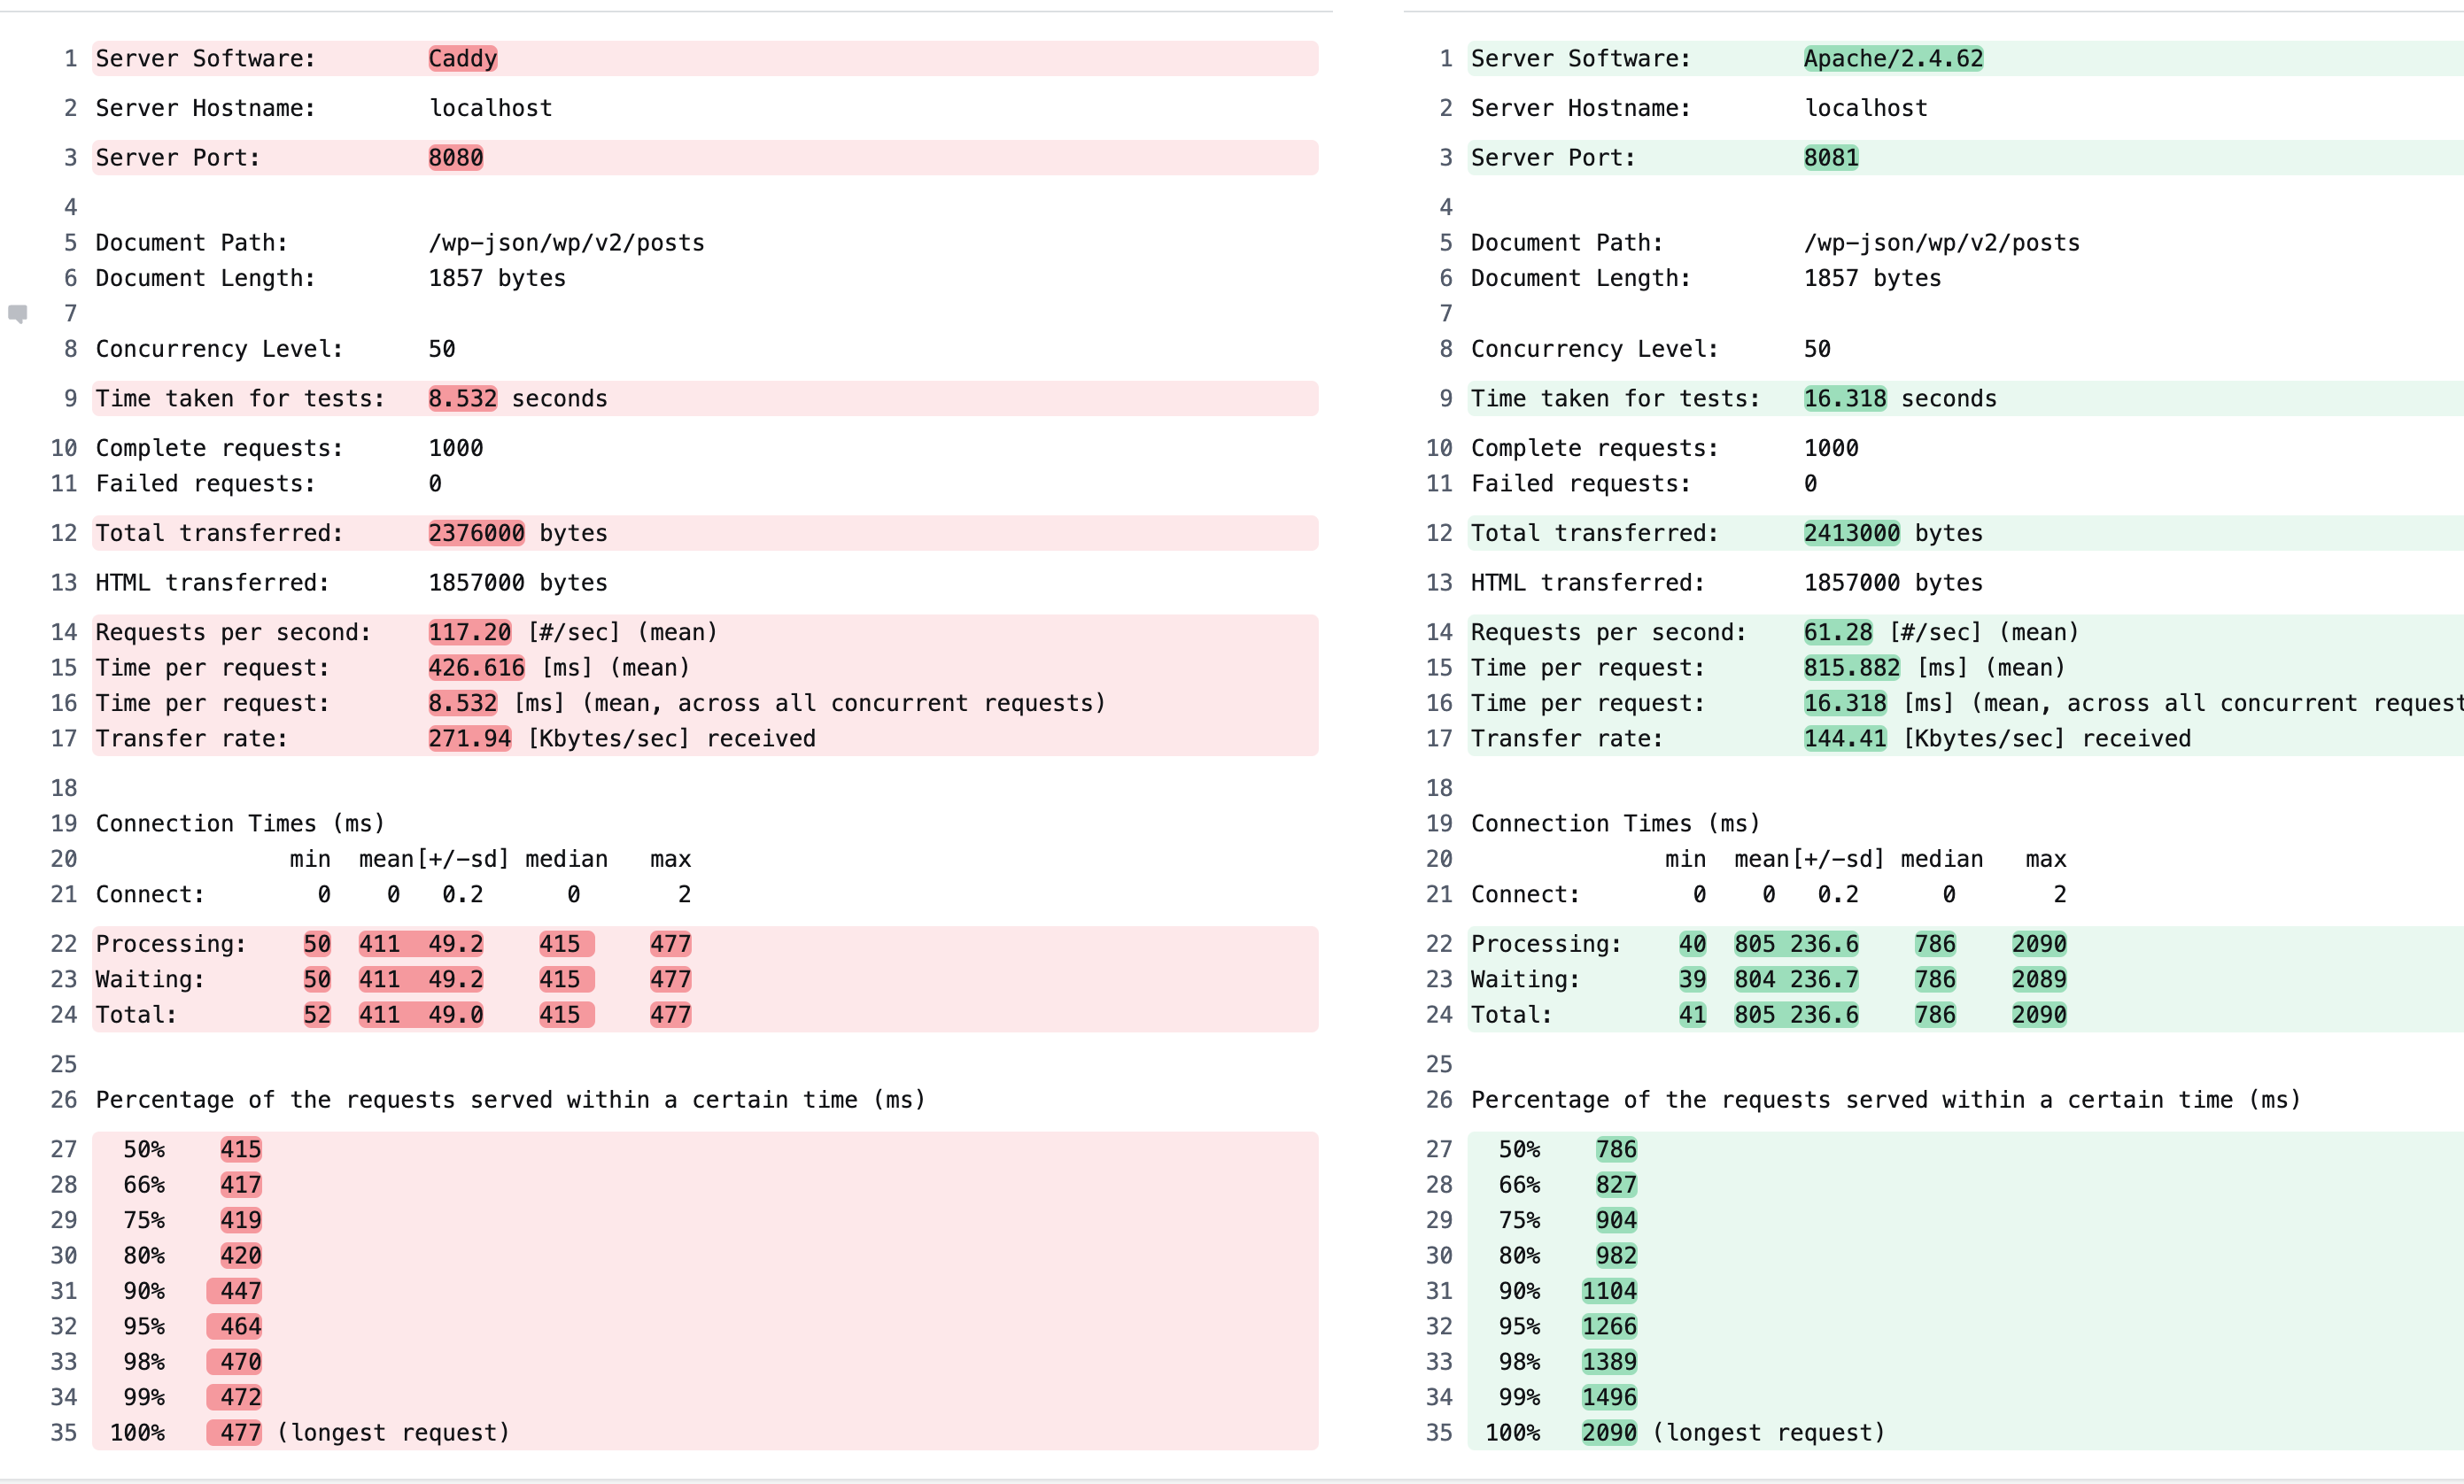 1 Server Software:        Caddy
2 Server Hostname:        localhost
3 Server Port:            8080
4
5 Document Path:          /wp-json/wp/v2/posts
6 Document Length:        1857 bytes
7
8 Concurrency Level:      50
9 Time taken for tests:   8.532 seconds
10 Complete requests:      1000
11 Failed requests:        0
12 Total transferred:      2376000 bytes
13 HTML transferred:       1857000 bytes
14 Requests per second:    117.20 [#/sec] (mean)
15 Time per request:       426.616 [ms] (mean)
16 Time per request:       8.532 [ms] (mean, across all concurrent requests)
17 Transfer rate:          271.94 [Kbytes/sec] received
18
19 Connection Times (ms)
20               min  mean[+/-sd] median   max
21 Connect:        0    0   0.2      0       2
22 Processing:    50  411  49.2    415     477
23 Waiting:       50  411  49.2    415     477
24 Total:         52  411  49.0    415     477
25
26 Percentage of the requests served within a certain time (ms)
27   50%    415
28   66%    417
29   75%    419
30   80%    420
31   90%    447
32   95%    464
33   98%    470
34   99%    472
35  100%    477 (longest request)
1 Server Software:        Apache/2.4.62
2 Server Hostname:        localhost
3 Server Port:            8081
4
5 Document Path:          /wp-json/wp/v2/posts
6 Document Length:        1857 bytes
7
8 Concurrency Level:      50
9 Time taken for tests:   16.318 seconds
10 Complete requests:      1000
11 Failed requests:        0
12 Total transferred:      2413000 bytes
13 HTML transferred:       1857000 bytes
14 Requests per second:    61.28 [#/sec] (mean)
15 Time per request:       815.882 [ms] (mean)
16 Time per request:       16.318 [ms] (mean, across all concurrent request
17 Transfer rate:          144.41 [Kbytes/sec] received
18
19 Connection Times (ms)
20               min  mean[+/-sd] median   max
21 Connect:        0    0   0.2      0       2
22 Processing:    40  805 236.6    786    2090
23 Waiting:       39  804 236.7    786    2089
24 Total:         41  805 236.6    786    2090
25
26 Percentage of the requests served within a certain time (ms)
27   50%    786
28   66%    827
29   75%    904
30   80%    982
31   90%   1104
32   95%   1266
33   98%   1389
34   99%   1496
35  100%   2090 (longest request)